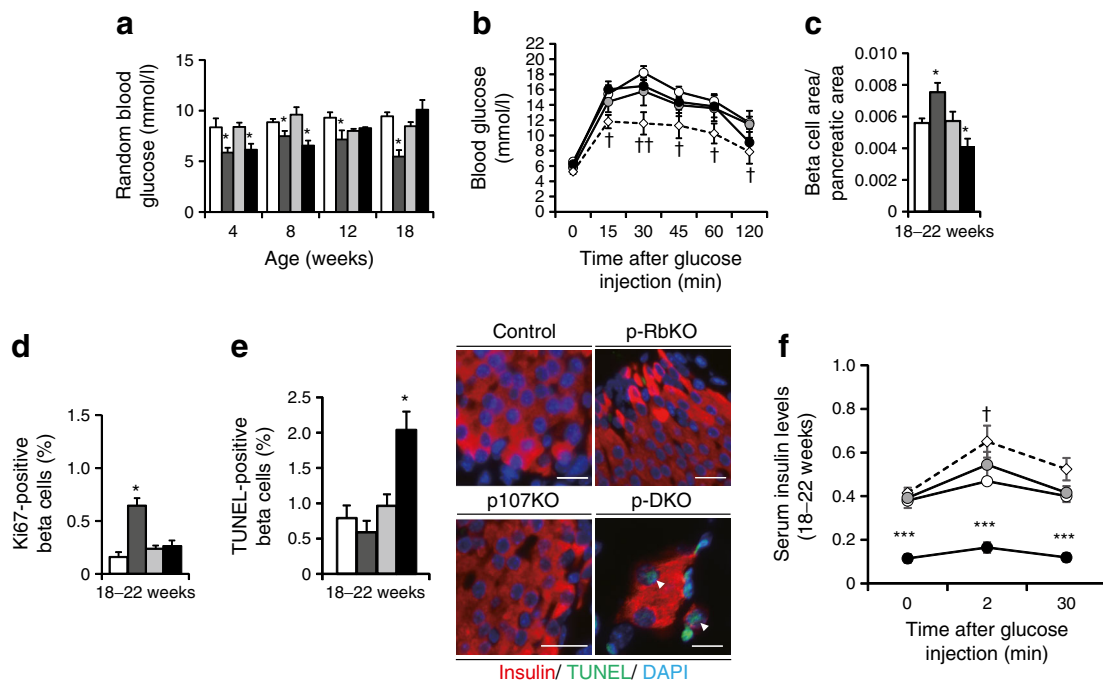 a
Random blood
glucose (mmol/l)
15
10
5
0
* * * * * *
4 8 12 18
Age (weeks)
b
Blood glucose
(mmol/l)
22
20
18
16
14
12
10
8
6
4
2
0
† †† † † †
0 15 30 45 60 120
Time after glucose
injection (min)
c
Beta cell area/
pancreatic area
0.010
0.008
0.006
0.004
0.002
0
*
*
18–22 weeks
d
Ki67-positive
beta cells (%)
1.5
1.0
0.5
0
*
18–22 weeks
e
TUNEL-positive
beta cells (%)
2.5
2.0
1.5
1.0
0.5
0
*
18–22 weeks
Control p-RbKO
p107KO p-DKO
Insulin/ TUNEL/ DAPI
f
Serum insulin levels
(18–22 weeks)
1.0
0.8
0.6
0.4
0.2
0
†
*** *** ***
0 2 30
Time after glucose
injection (min)